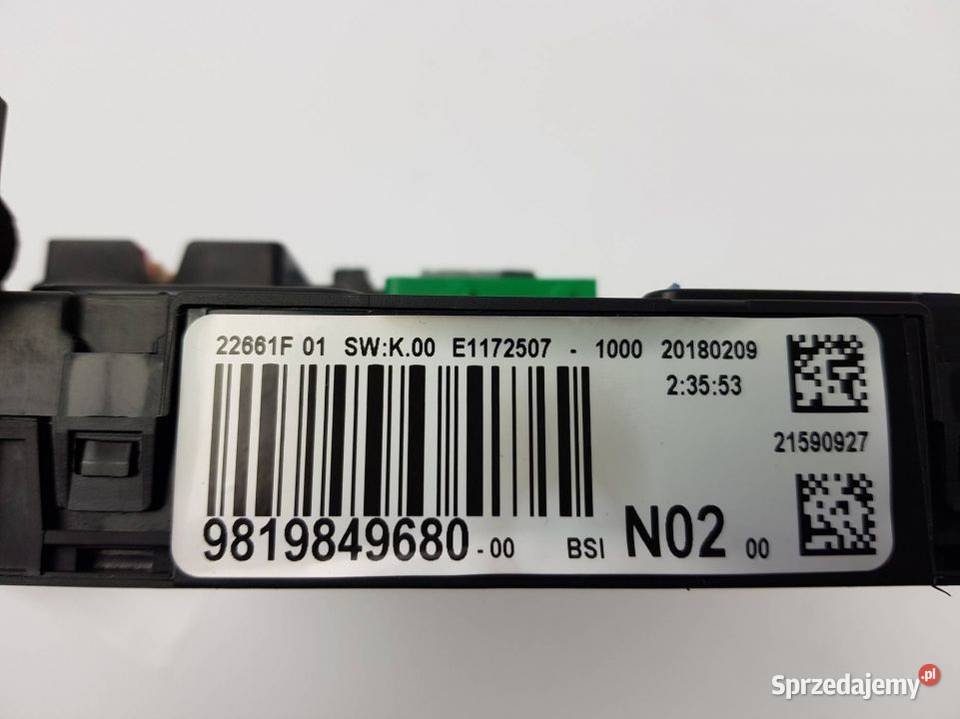 22661F 01 SW:K.00 E1172507 - 1000 20180209
2:35:53
21590927
9819849680-00 BSI N02 00
Sprzedajemy.pl